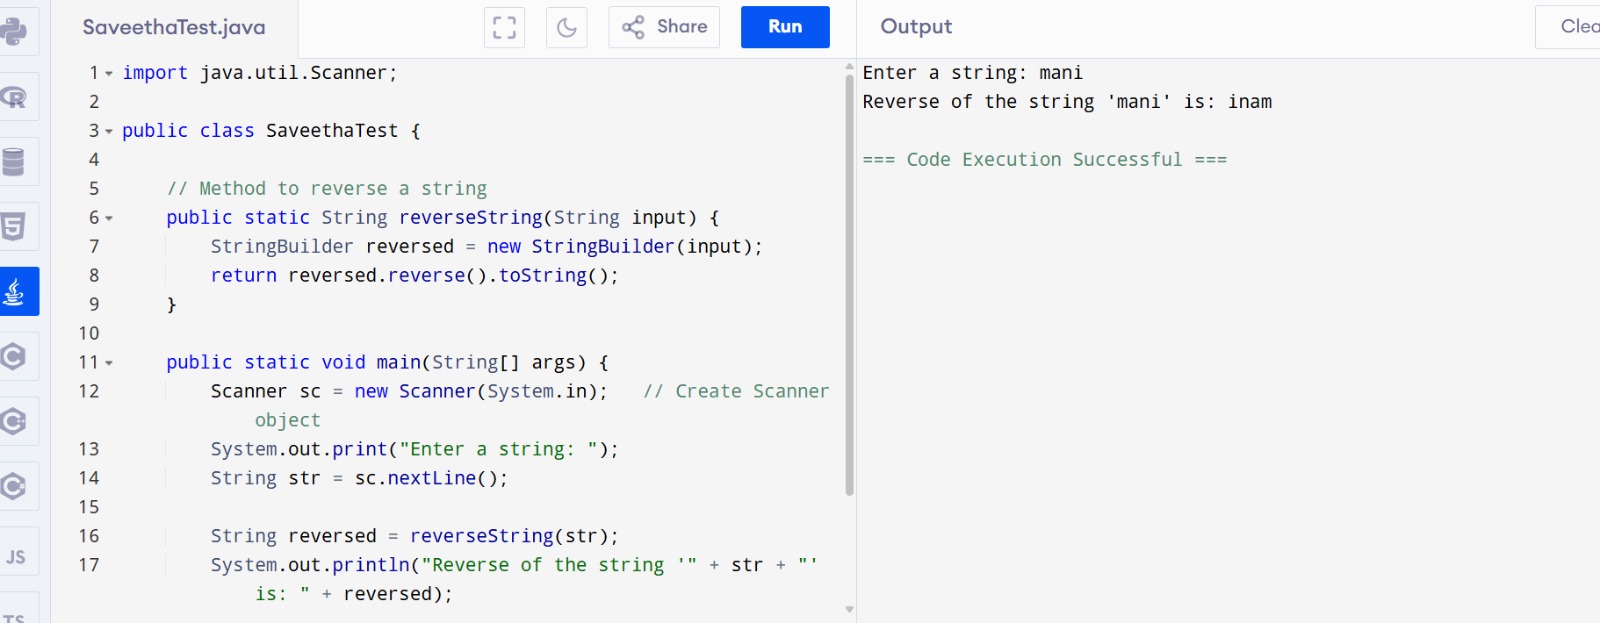 SaveethaTest.java
Share
Run
Output
1 import java.util.Scanner;
2
3 public class SaveethaTest {
4
5 // Method to reverse a string
6 public static String reverseString(String input) {
7 StringBuilder reversed = new StringBuilder(input);
8 return reversed.reverse().toString();
9 }
10
11 public static void main(String[] args) {
12 Scanner sc = new Scanner(System.in); // Create Scanner
object
13 System.out.print("Enter a string: ");
14 String str = sc.nextLine();
15
16 String reversed = reverseString(str);
17 System.out.println("Reverse of the string '" + str + "'
is: " + reversed);
Enter a string: mani
Reverse of the string 'mani' is: inam
=== Code Execution Successful ===
R
5
C
C
C#
JS